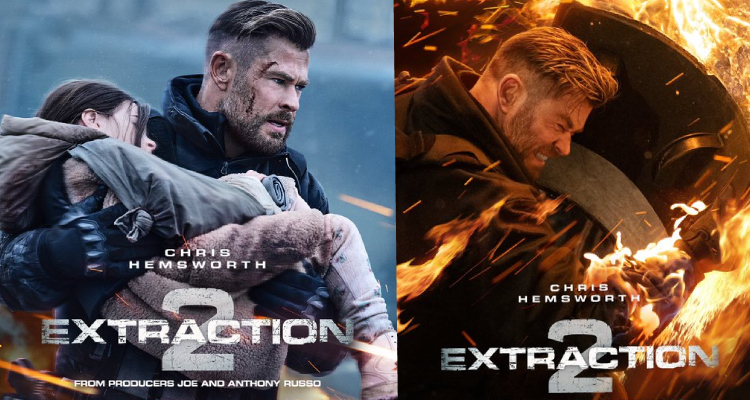 CHRIS
HEMSWORTH
EXTRACTION
2
FROM PRODUCERS JOE AND ANTHONY RUSSO
CHRIS
HEMSWORTH
EXTRACTION
2